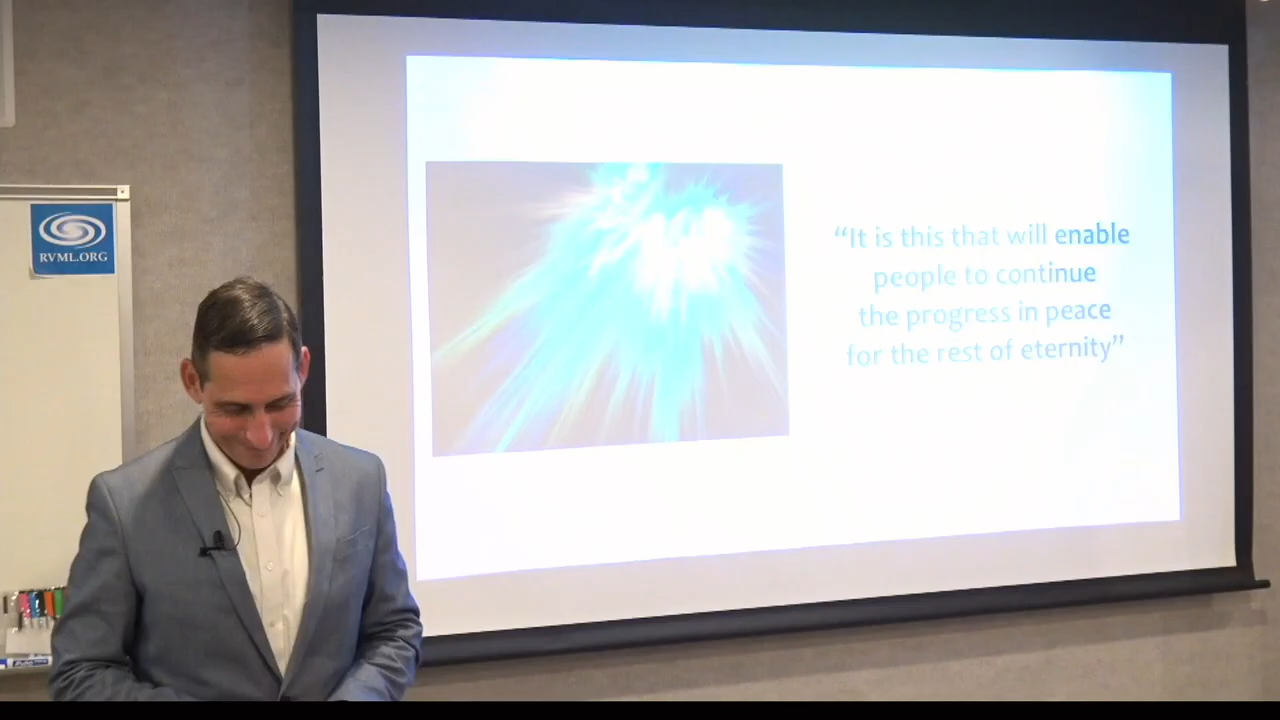 RVML.ORG
“It is this that will enable
people to continue
the progress in peace
for the rest of eternity”